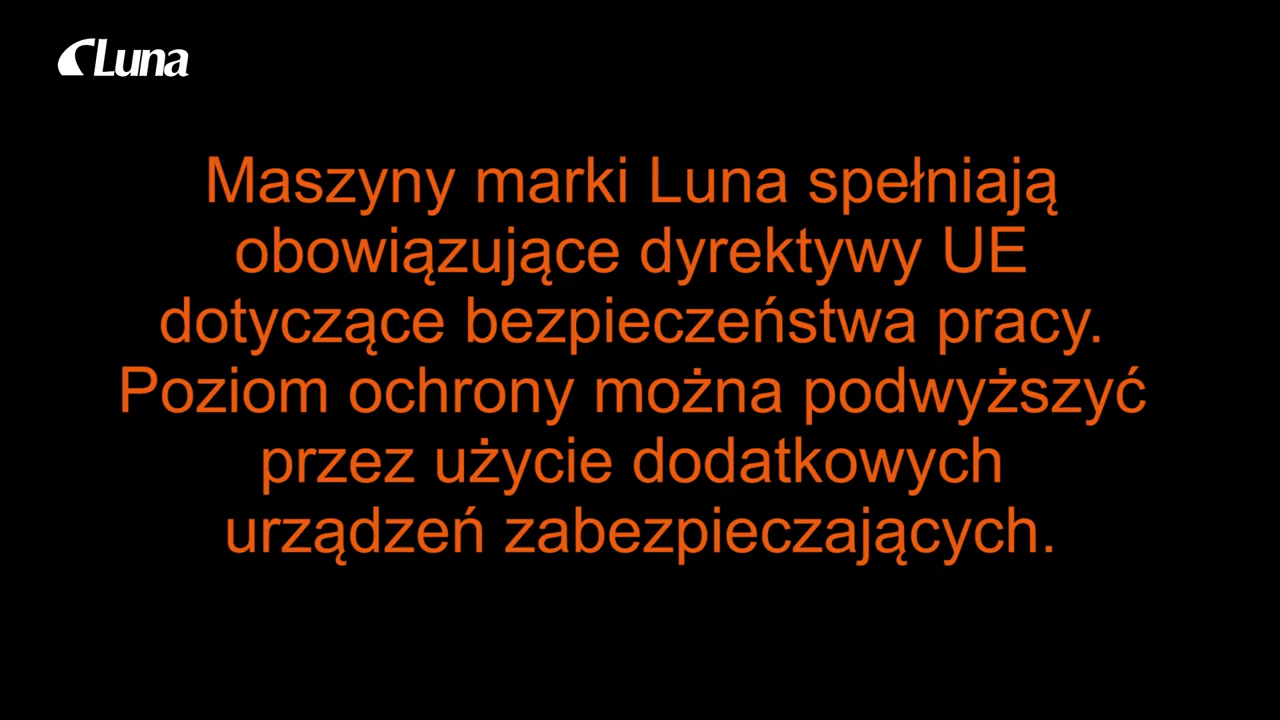 Luna
Maszyny marki Luna spełniają
obowiązujące dyrektywy UE
dotyczące bezpieczeństwa pracy.
Poziom ochrony można podwyższyć
przez użycie dodatkowych
urządzeń zabezpieczających.